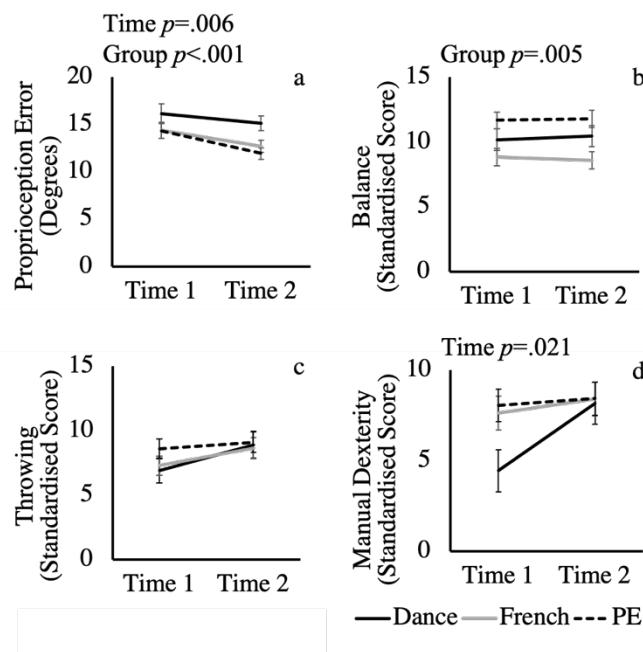 Time p=.006
Group p<.001
a
Proprioception Error
(Degrees)
20
15
10
5
0
Time 1 Time 2
Group p=.005
b
Balance
(Standardised Score)
15
10
5
0
Time 1 Time 2
c
Throwing
(Standardised Score)
15
10
5
0
Time 1 Time 2
Time p=.021
d
Manual Dexterity
(Standardised Score)
10
5
0
Time 1 Time 2
Dance French PE